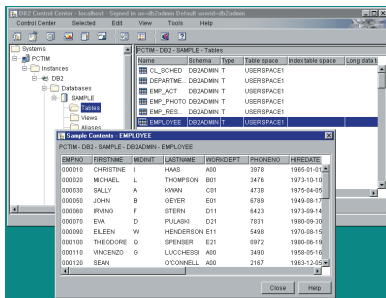 DB2 Control Center - localhost - Signed in as-db2admin Default userid-db2admin
Control Center Selected Edit View Tools Help
Systems
PCTIM
Instances
DB2
Databases
SAMPLE
Tables
Views
Aliases
PCTIM - DB2 - SAMPLE - Tables
Name Schema Type Table space Index table space Long data t
CL_SCHED DB2ADMIN T USERSPACE1
DEPARTME... DB2ADMIN T USERSPACE1
EMP_ACT DB2ADMIN T USERSPACE1
EMP_PHOTO DB2ADMIN T USERSPACE1
EMP_RES... DB2ADMIN T USERSPACE1
EMPLOYEE DB2ADMIN T USERSPACE1
Sample Contents - EMPLOYEE
PCTIM - DB2 - SAMPLE - DB2ADMIN - EMPLOYEE
EMPNO FIRSTNME MIDINIT LASTNAME WORKDEPT PHONENO HIREDATE
000010 CHRISTINE I HAAS A00 3978 1965-01-01
000020 MICHAEL L THOMPSON B01 3476 1973-10-10
000030 SALLY A KWAN C01 4738 1975-04-05
000050 JOHN B GEYER E01 6789 1949-08-17
000060 IRVING F STERN D11 6423 1973-09-14
000070 EVA D PULASKI D21 7831 1980-09-30
000090 EILEEN W HENDERSON E11 5498 1970-08-15
000100 THEODORE Q SPENSER E21 0972 1980-06-19
000110 VINCENZO G LUCCHESSI A00 3490 1958-05-16
000120 SEAN O'CONNELL A00 2167 1963-12-05
Close Help